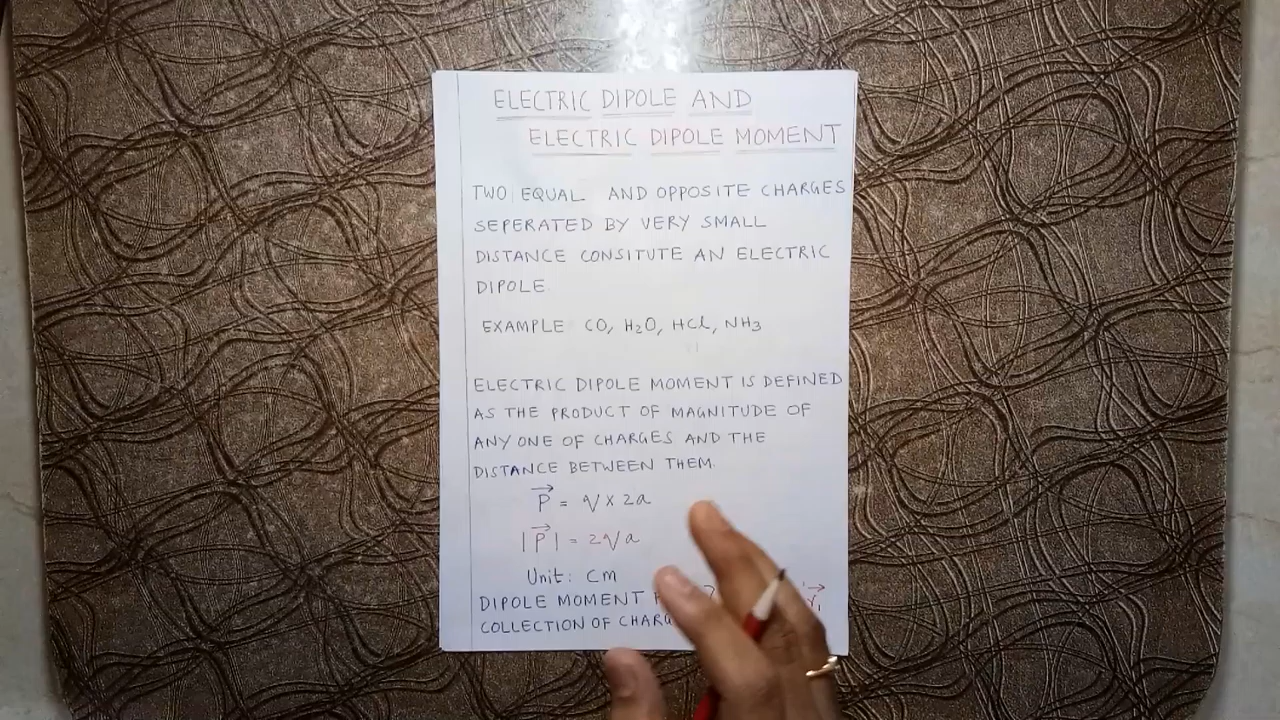 ELECTRIC DIPOLE AND
ELECTRIC DIPOLE MOMENT
TWO EQUAL AND OPPOSITE CHARGES
SEPERATED BY VERY SMALL
DISTANCE CONSITUTE AN ELECTRIC
DIPOLE.
EXAMPLE CO, H₂O, HCl, NH₃
ELECTRIC DIPOLE MOMENT IS DEFINED
AS THE PRODUCT OF MAGNITUDE OF
ANY ONE OF CHARGES AND THE
DISTANCE BETWEEN THEM.
P⃗ = q × 2a
|P⃗| = 2qa
Unit: Cm
DIPOLE MOMENT
COLLECTION OF